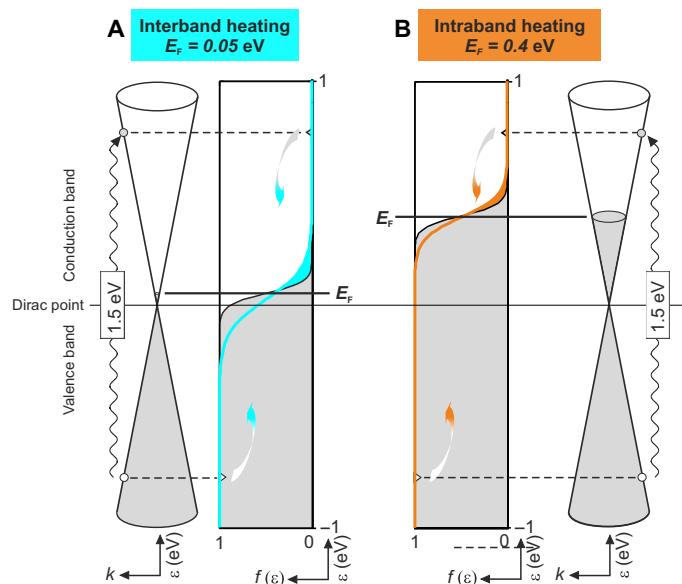 A
Interband heating
E_F = 0.05 eV
B
Intraband heating
E_F = 0.4 eV
1
1
Conduction band
E_F
1.5 eV
1.5 eV
E_F
Dirac point
Valence band
−1
−1
1
0
1
0
k
ε (eV)
f (ε)
ε (eV)
f (ε)
ε (eV)
k
ε (eV)